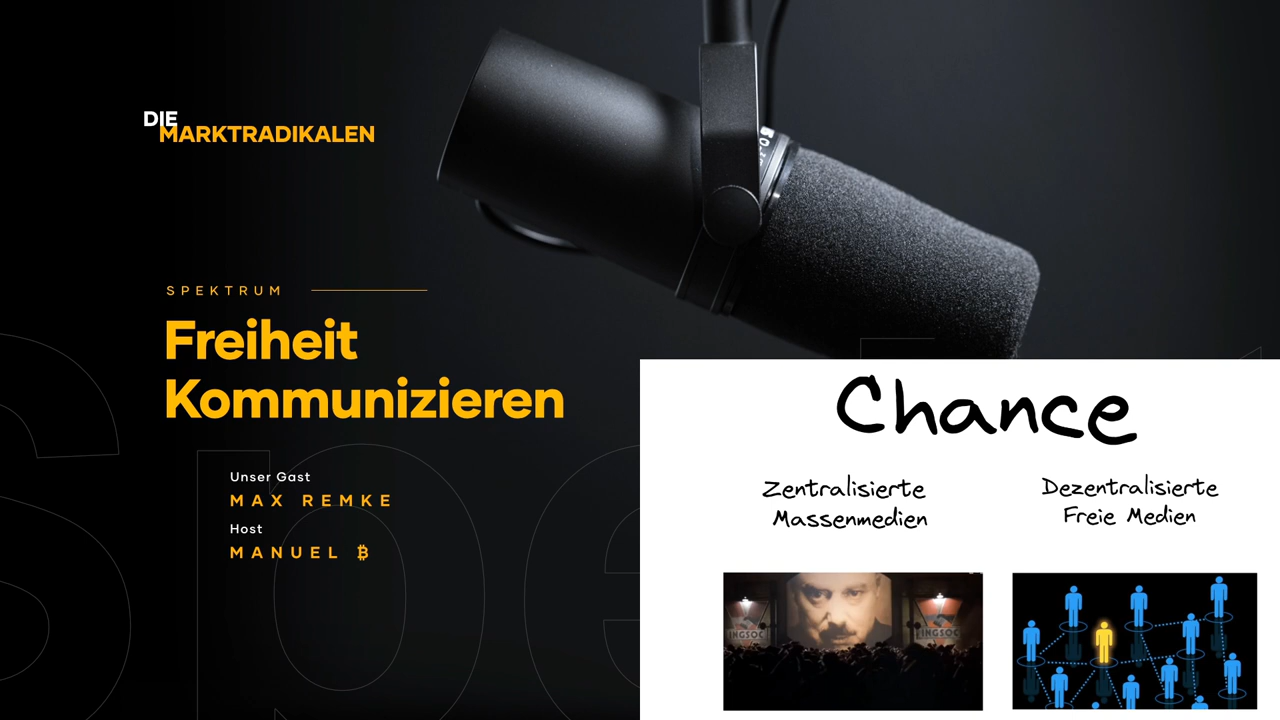 DIE
MARKTRADIKALEN
SPEKTRUM
Freiheit
Kommunizieren
Unser Gast
MAX REMKE
Host
MANUEL ₿
Chance
Zentralisierte
Massenmedien
Dezentralisierte
Freie Medien
INGSOC
INGSOC